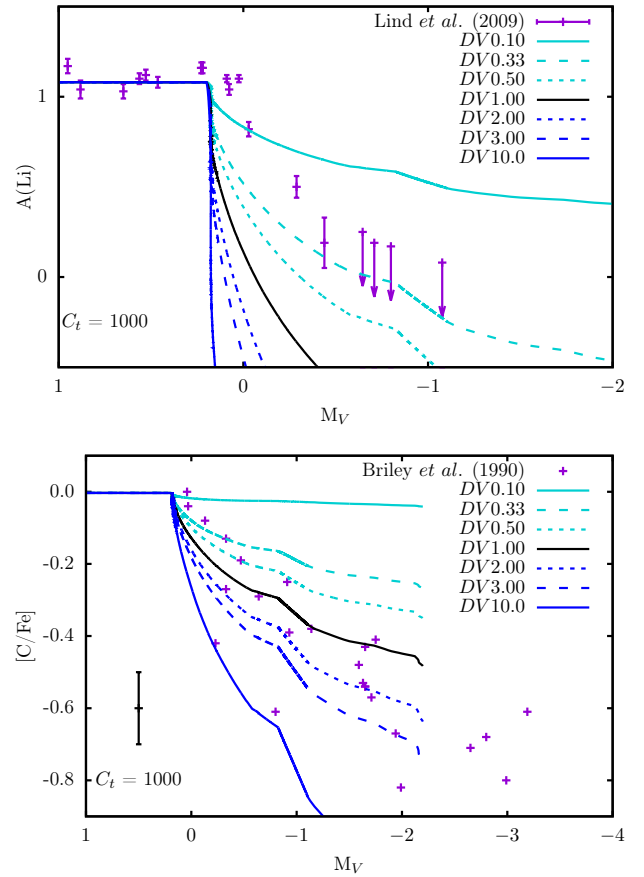 Lind et al. (2009)
DV0.10
DV0.33
DV0.50
DV1.00
DV2.00
DV3.00
DV10.0
1
0
A(Li)
C_t = 1000
1 0 −1 −2
M_V
Briley et al. (1990)
DV0.10
DV0.33
DV0.50
DV1.00
DV2.00
DV3.00
DV10.0
0.0
-0.2
-0.4
-0.6
-0.8
[C/Fe]
C_t = 1000
1 0 −1 −2 −3 −4
M_V